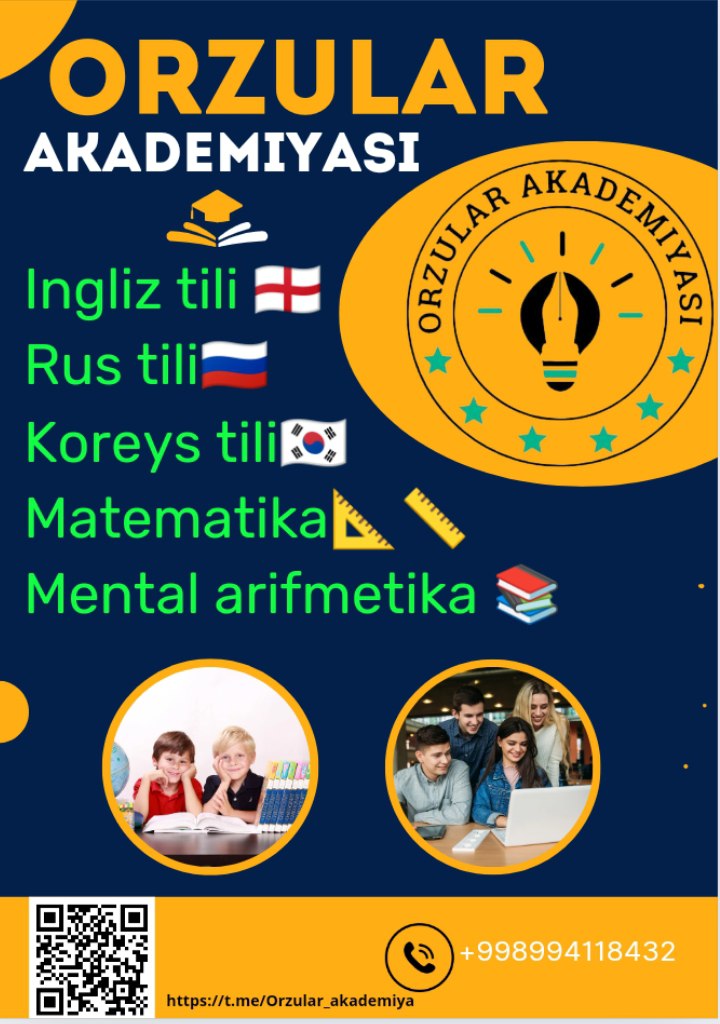 ORZULAR
AKADEMIYASI
ORZULAR AKADEMIYASI
Ingliz tili 🏴󠁧󠁢󠁥󠁮󠁧󠁿
Rus tili🇷🇺
Koreys tili🇰🇷
Matematika📐 📏
Mental arifmetika 📚
+998994118432
https://t.me/Orzular_akademiya